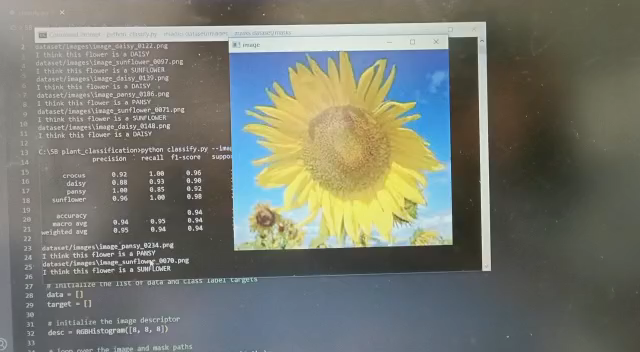 image
dataset/images\image_daisy_0122.png
I think this flower is a DAISY
dataset/images\image_sunflower_0097.png
I think this flower is a SUNFLOWER
dataset/images\image_daisy_0139.png
I think this flower is a DAISY
dataset/images\image_pansy_0186.png
I think this flower is a PANSY
dataset/images\image_sunflower_0071.png
I think this flower is a SUNFLOWER
dataset/images\image_daisy_0148.png
I think this flower is a DAISY
C:\SB plant_classification>python classify.py --ima
precision recall f1-score suppo
crocus 0.92 1.00 0.96
daisy 0.88 0.93 0.90
pansy 1.00 0.85 0.92
sunflower 0.96 1.00 0.98
accuracy 0.94
macro avg 0.94 0.95 0.94
weighted avg 0.95 0.94 0.94
dataset/images\image_pansy_0234.png
I think this flower is a PANSY
dataset/images\image_sunflower_0070.png
I think this flower is a SUNFLOWER
27 # initialize the list of data and class label targets
28 data = []
29 target = []
30
31 # initialize the image descriptor
32 desc = RGBHistogram([8, 8, 8])
33
34 # loop over the image and mask paths